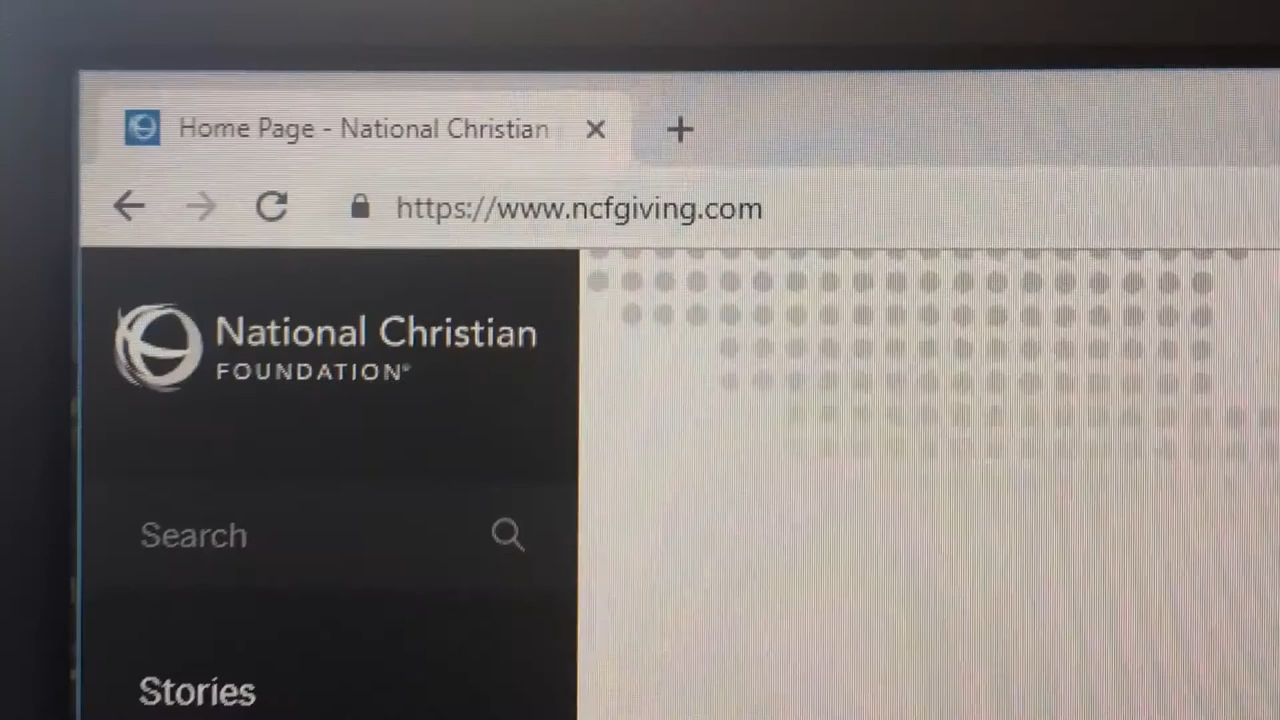 Home Page - National Christian
https://www.ncfgiving.com
National Christian
FOUNDATION®
Search
Stories